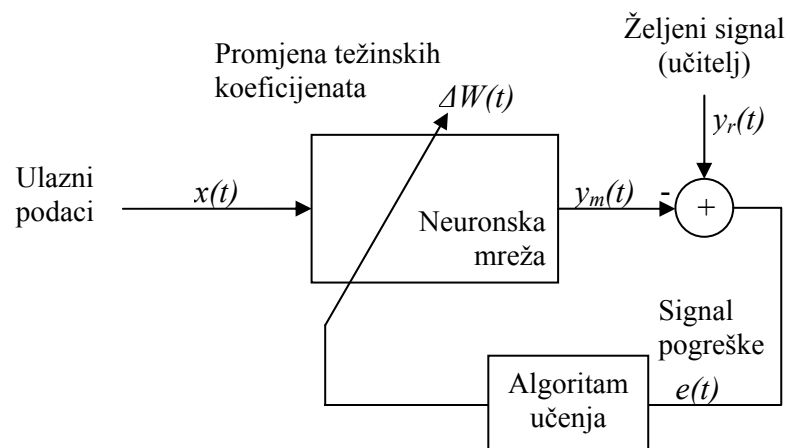 Željeni signal
(učitelj)
Promjena težinskih
koeficijenata
ΔW(t)
yr(t)
Ulazni
podaci
x(t)
ym(t)
-
+
Neuronska
mreža
Signal
pogreške
Algoritam
učenja
e(t)